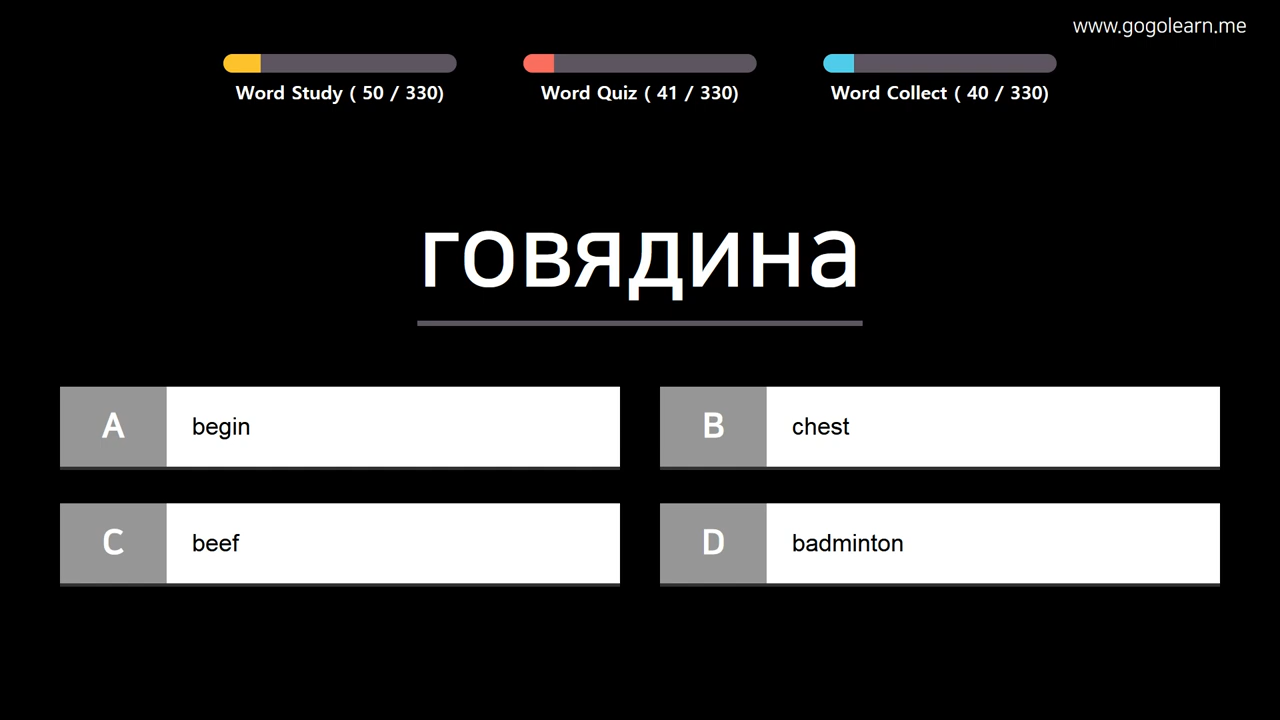 www.gogolearn.me
Word Study ( 50 / 330)
Word Quiz ( 41 / 330)
Word Collect ( 40 / 330)
говядина
A begin
B chest
C beef
D badminton